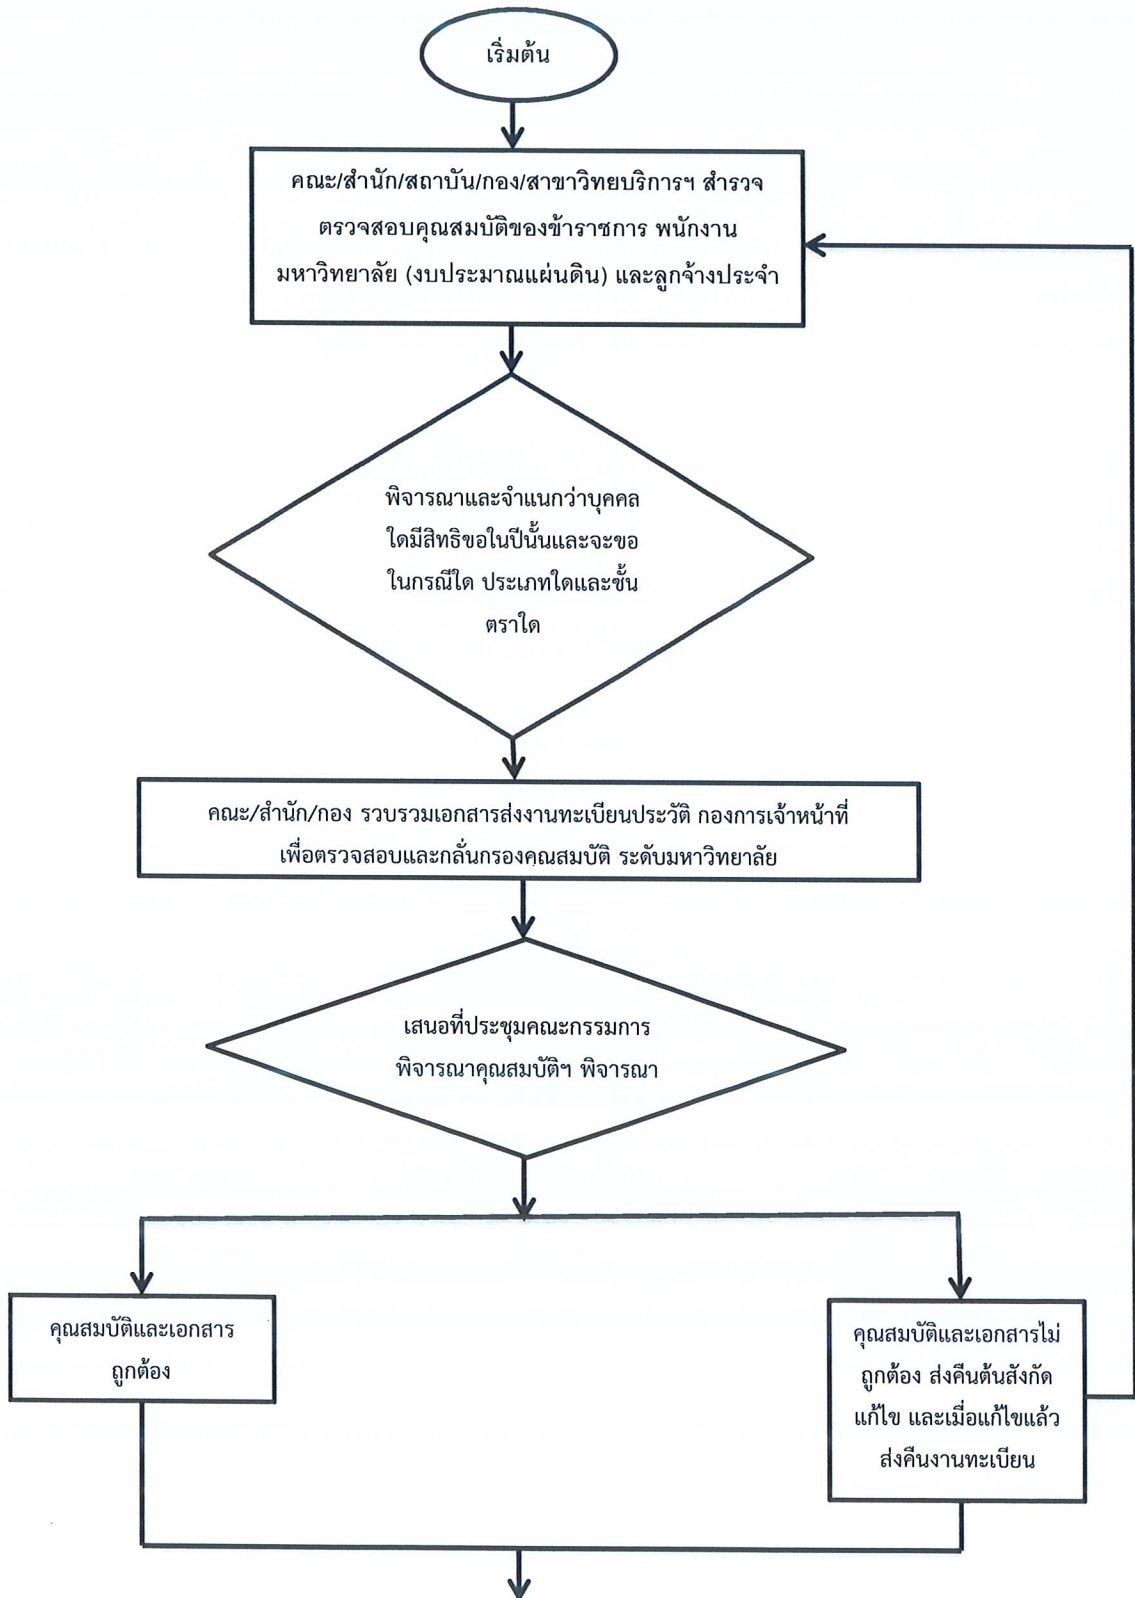 เริ่มต้น
คณะ/สำนัก/สถาบัน/กอง/สาขาวิทยบริการฯ สำรวจ
ตรวจสอบคุณสมบัติของข้าราชการ พนักงาน
มหาวิทยาลัย (งบประมาณแผ่นดิน) และลูกจ้างประจำ
พิจารณาและจำแนกว่าบุคคล
ใดมีสิทธิขอในปีนั้นและจะขอ
ในกรณีใด ประเภทใดและชั้น
ตราใด
คณะ/สำนัก/กอง รวบรวมเอกสารส่งงานทะเบียนประวัติ กองการเจ้าหน้าที่
เพื่อตรวจสอบและกลั่นกรองคุณสมบัติ ระดับมหาวิทยาลัย
เสนอที่ประชุมคณะกรรมการ
พิจารณาคุณสมบัติฯ พิจารณา
คุณสมบัติและเอกสาร
ถูกต้อง
คุณสมบัติและเอกสารไม่
ถูกต้อง ส่งคืนต้นสังกัด
แก้ไข และเมื่อแก้ไขแล้ว
ส่งคืนงานทะเบียน